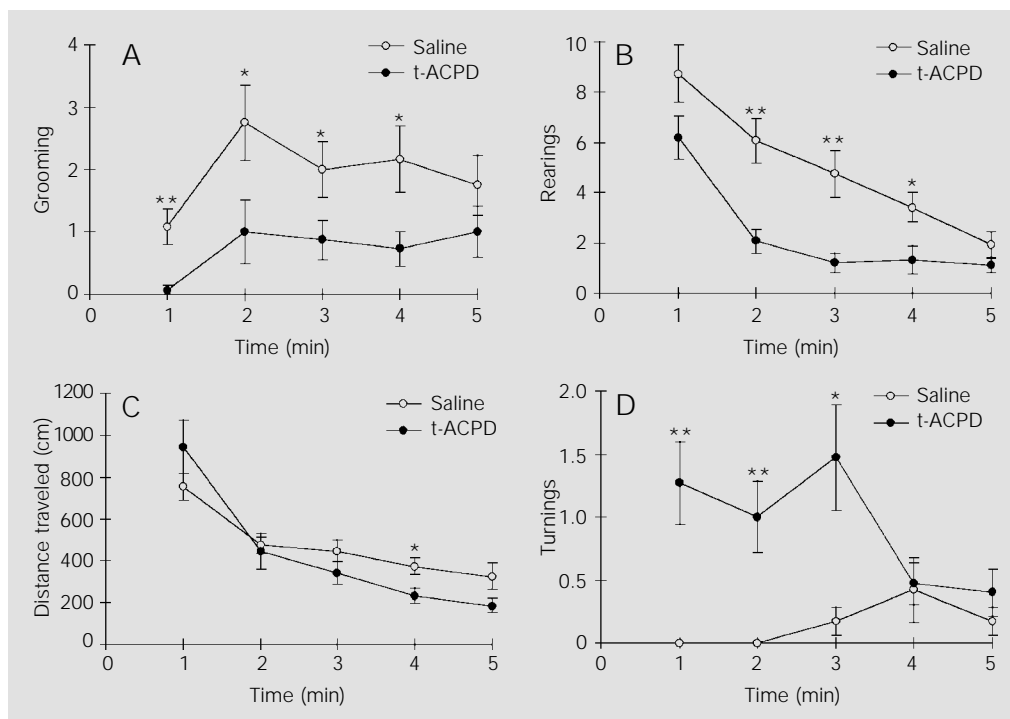 A
Saline
t-ACPD
Grooming
4
3
2
1
0
*
*
*
**
0 1 2 3 4 5
Time (min)
B
Saline
t-ACPD
Rearings
10
8
6
4
2
0
**
**
*
0 1 2 3 4 5
Time (min)
C
Saline
t-ACPD
Distance traveled (cm)
1200
1000
800
600
400
200
0
*
0 1 2 3 4 5
Time (min)
D
Saline
t-ACPD
Turnings
2.0
1.5
1.0
0.5
0
**
**
*
0 1 2 3 4 5
Time (min)